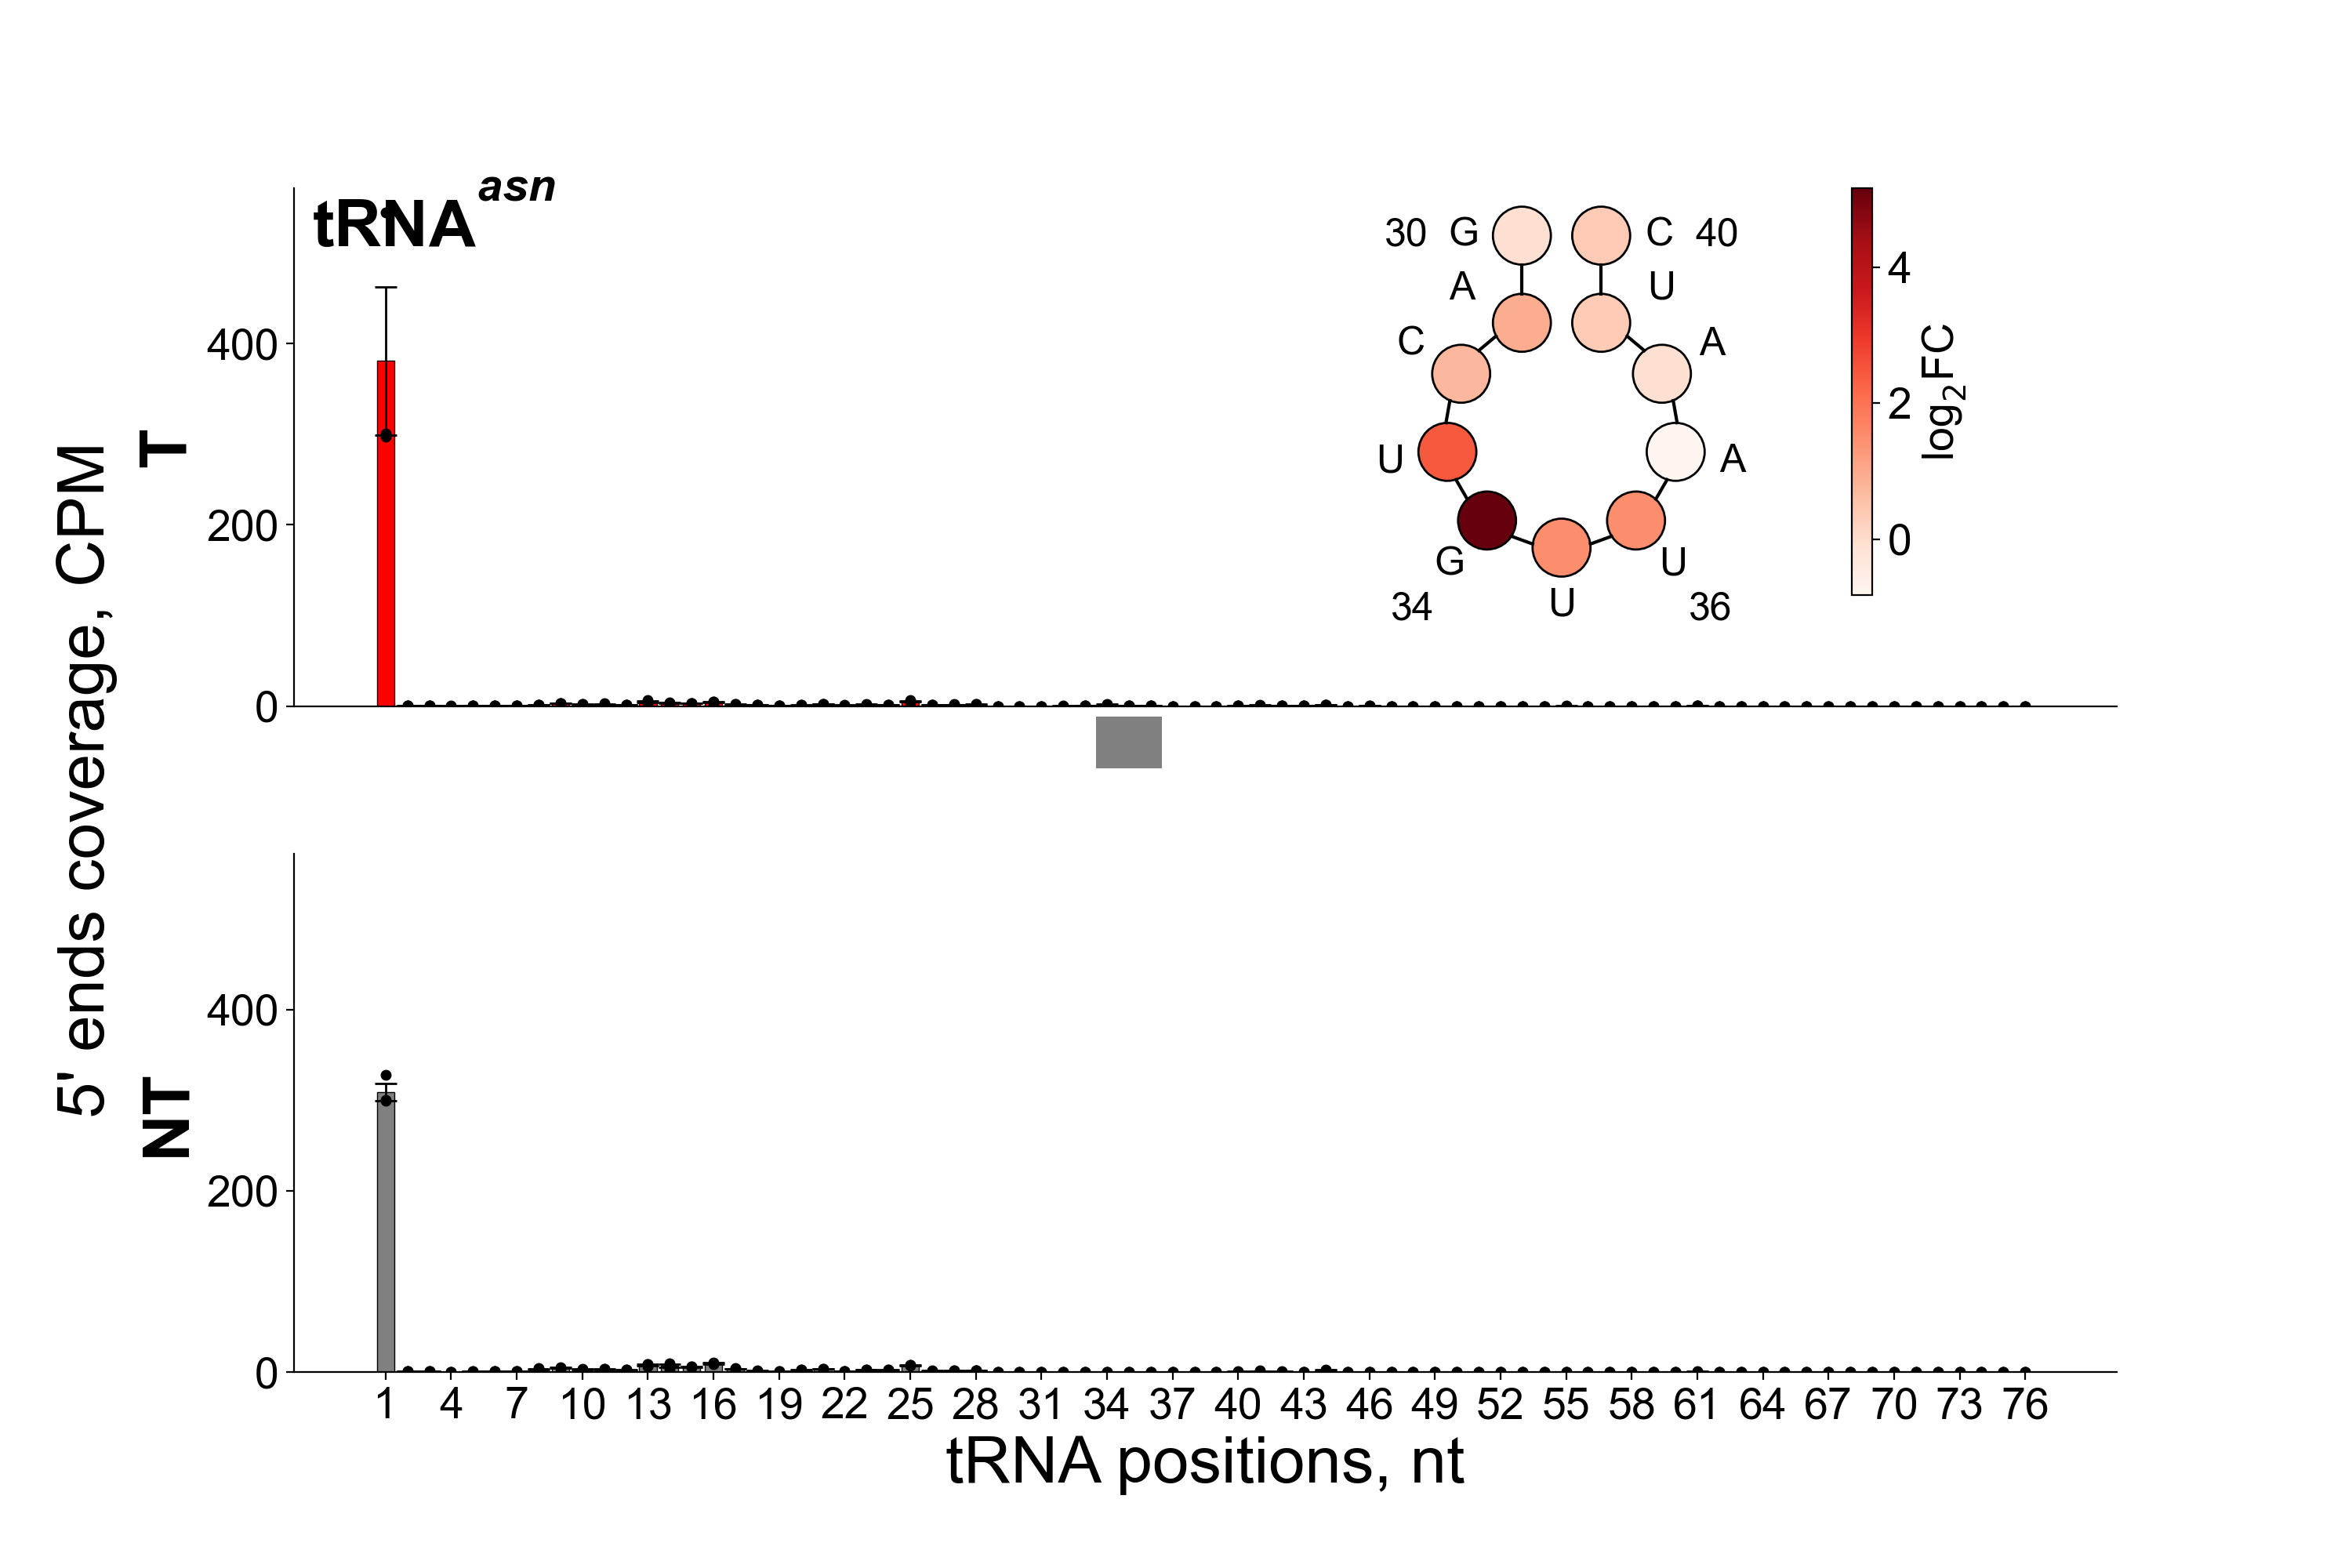 tRNA^asn
5' ends coverage, CPM
T
400
200
0
30 G C 40
A U
C A
U A
G U
34 U 36
4
2
0
log₂FC
NT
400
200
0
1 4 7 10 13 16 19 22 25 28 31 34 37 40 43 46 49 52 55 58 61 64 67 70 73 76
tRNA positions, nt